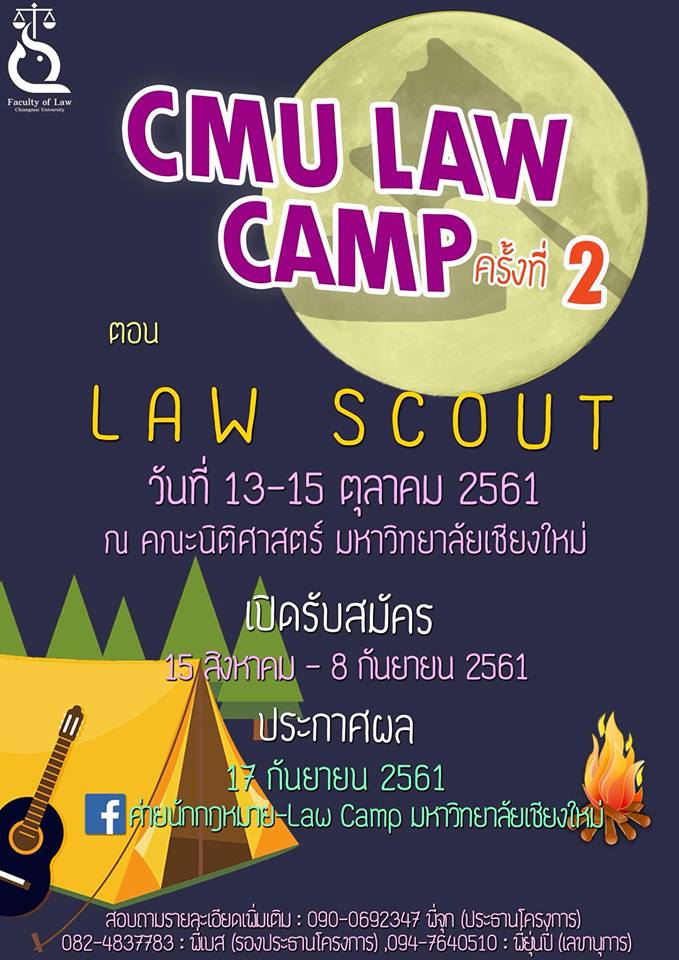 Faculty of Law
Chiangmai University
CMU LAW
CAMP ครั้งที่ 2
ตอน
LAW SCOUT
วันที่ 13-15 ตุลาคม 2561
ณ คณะนิติศาสตร์ มหาวิทยาลัยเชียงใหม่
เปิดรับสมัคร
15 สิงหาคม - 8 กันยายน 2561
ประกาศผล
17 กันยายน 2561
f ค่ายนักกฎหมาย-Law Camp มหาวิทยาลัยเชียงใหม่
สอบถามรายละเอียดเพิ่มเติม : 090-0692347 พี่จุก (ประธานโครงการ)
082-4837783 : พี่เบส (รองประธานโครงการ) ,094-7640510 : พี่ยุ่นปี่ (เลขานุการ)